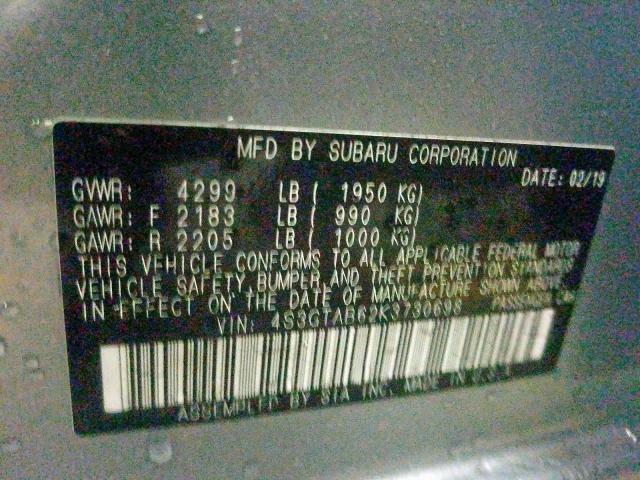 MFD BY SUBARU CORPORATION
DATE: 02/19
GVWR: 4299 LB ( 1950 KG)
GAWR: F 2183 LB ( 990 KG)
GAWR: R 2205 LB ( 1000 KG)
THIS VEHICLE CONFORMS TO ALL APPLICABLE FEDERAL MOTOR
VEHICLE SAFETY, BUMPER, AND THEFT PREVENTION STANDARDS
IN EFFECT ON THE DATE OF MANUFACTURE SHOWN ABOVE.
VIN: 4S3GTAB62K3730698 PASSENGER CAR
ASSEMBLED BY SIA INC. MADE IN U.S.A.